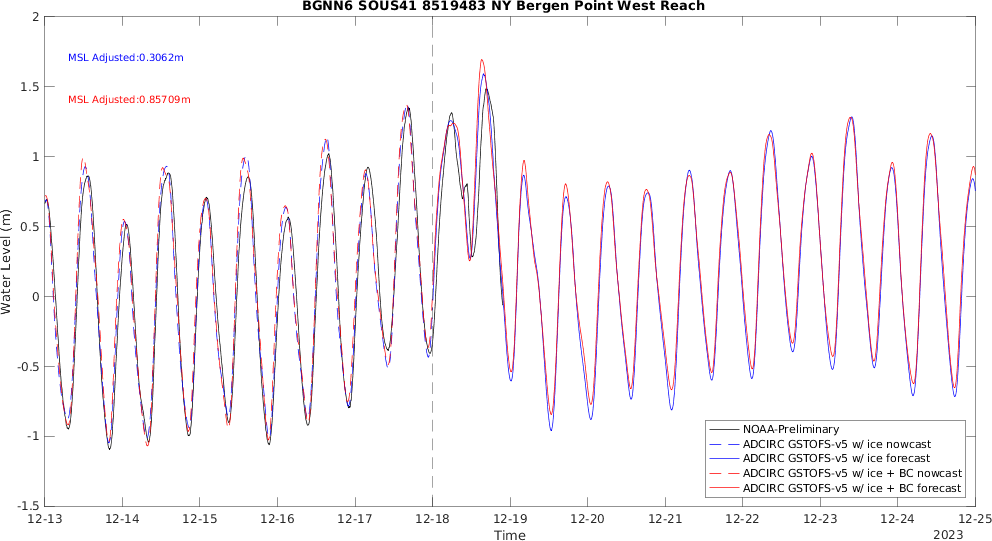 BGNN6 SOUS41 8519483 NY Bergen Point West Reach
2
1.5
1
0.5
0
-0.5
-1
-1.5
Water Level (m)
MSL Adjusted:0.3062m
MSL Adjusted:0.85709m
NOAA-Preliminary
ADCIRC GSTOFS-v5 w/ ice nowcast
ADCIRC GSTOFS-v5 w/ ice forecast
ADCIRC GSTOFS-v5 w/ ice + BC nowcast
ADCIRC GSTOFS-v5 w/ ice + BC forecast
12-13 12-14 12-15 12-16 12-17 12-18 12-19 12-20 12-21 12-22 12-23 12-24 12-25
Time
2023